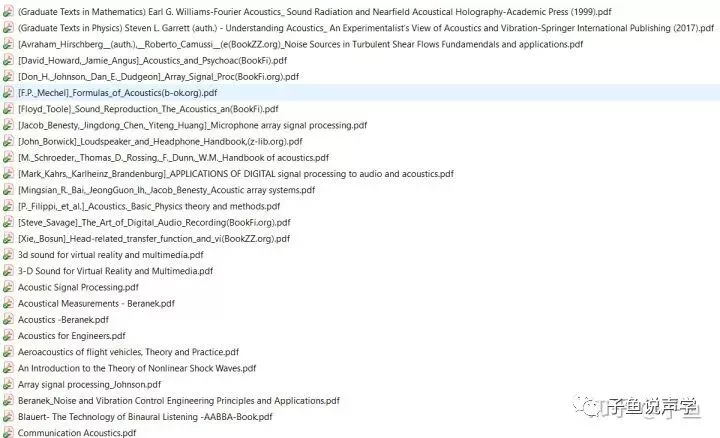 (Graduate Texts in Mathematics) Earl G. Williams-Fourier Acoustics_ Sound Radiation and Nearfield Acoustical Holography-Academic Press (1999).pdf
(Graduate Texts in Physics) Steven L. Garrett (auth.) - Understanding Acoustics_ An Experimentalist's View of Acoustics and Vibration-Springer International Publishing (2017).pdf
[Avraham_Hirschberg__(auth.),__Roberto_Camussi__(e(BookZZ.org)_Noise Sources in Turbulent Shear Flows Fundamendals and applications.pdf
[David_Howard,_Jamie_Angus]_Acoustics_and_Psychoac(BookFi).pdf
[Don_H._Johnson,_Dan_E._Dudgeon]_Array_Signal_Proc(BookFi.org).pdf
[F.P._Mechel]_Formulas_of_Acoustics(b-ok.org).pdf
[Floyd_Toole]_Sound_Reproduction_The_Acoustics_an(BookFi).pdf
[Jacob_Benesty,_Jingdong_Chen,_Yiteng_Huang]_Microphone array signal processing.pdf
[John_Borwick]_Loudspeaker_and_Headphone_Handbook,(z-lib.org).pdf
[M._Schroeder,_Thomas_D._Rossing,_F._Dunn,_W.M._Handbook of acoustics.pdf
[Mark_Kahrs,_Karlheinz_Brandenburg]_APPLICATIONS OF DIGITAL signal processing to audio and acoustics.pdf
[Mingsian_R._Bai,_JeongGuon_Ih,_Jacob_Benesty_Acoustic array systems.pdf
[P._Filippi,_et_al.]_Acoustics._Basic_Physics theory and methods.pdf
[Steve_Savage]_The_Art_of_Digital_Audio_Recording(BookFi.org).pdf
[Xie,_Bosun]_Head-related_transfer_function_and_vi(BookZZ.org).pdf
3d sound for virtual reality and multimedia.pdf
3-D Sound for Virtual Reality and Multimedia.pdf
Acoustic Signal Processing.pdf
Acoustical Measurements - Beranek.pdf
Acoustics -Beranek.pdf
Acoustics for Engineers.pdf
Aeroacoustics of flight vehicles, Theory and Practice.pdf
An Introduction to the Theory of Nonlinear Shock Waves.pdf
Array signal processing_Johnson.pdf
Beranek_Noise and Vibration Control Engineering Principles and Applications.pdf
Blauert- The Technology of Binaural Listening -AABBA-Book.pdf
Communication Acoustics.pdf
子鱼说声学